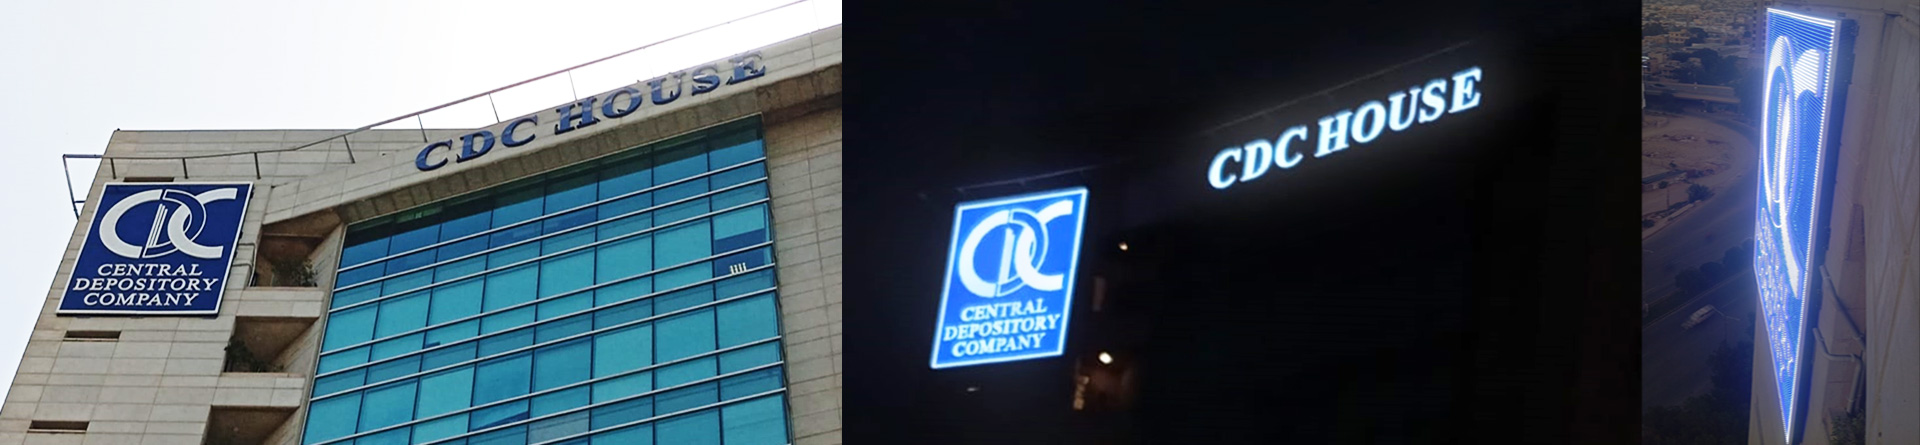 CDC HOUSE
CDC
CENTRAL
DEPOSITORY
COMPANY
CDC HOUSE
CDC
CENTRAL
DEPOSITORY
COMPANY